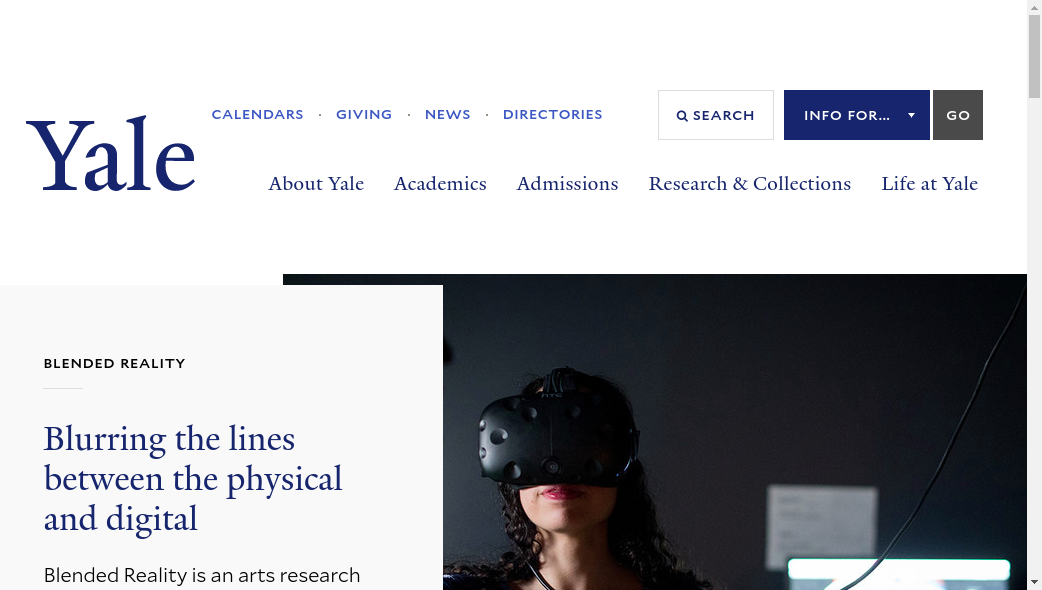 CALENDARS · GIVING · NEWS · DIRECTORIES
SEARCH
INFO FOR...
GO
Yale
About Yale Academics Admissions Research & Collections Life at Yale
BLENDED REALITY
Blurring the lines
between the physical
and digital
Blended Reality is an arts research
hTC